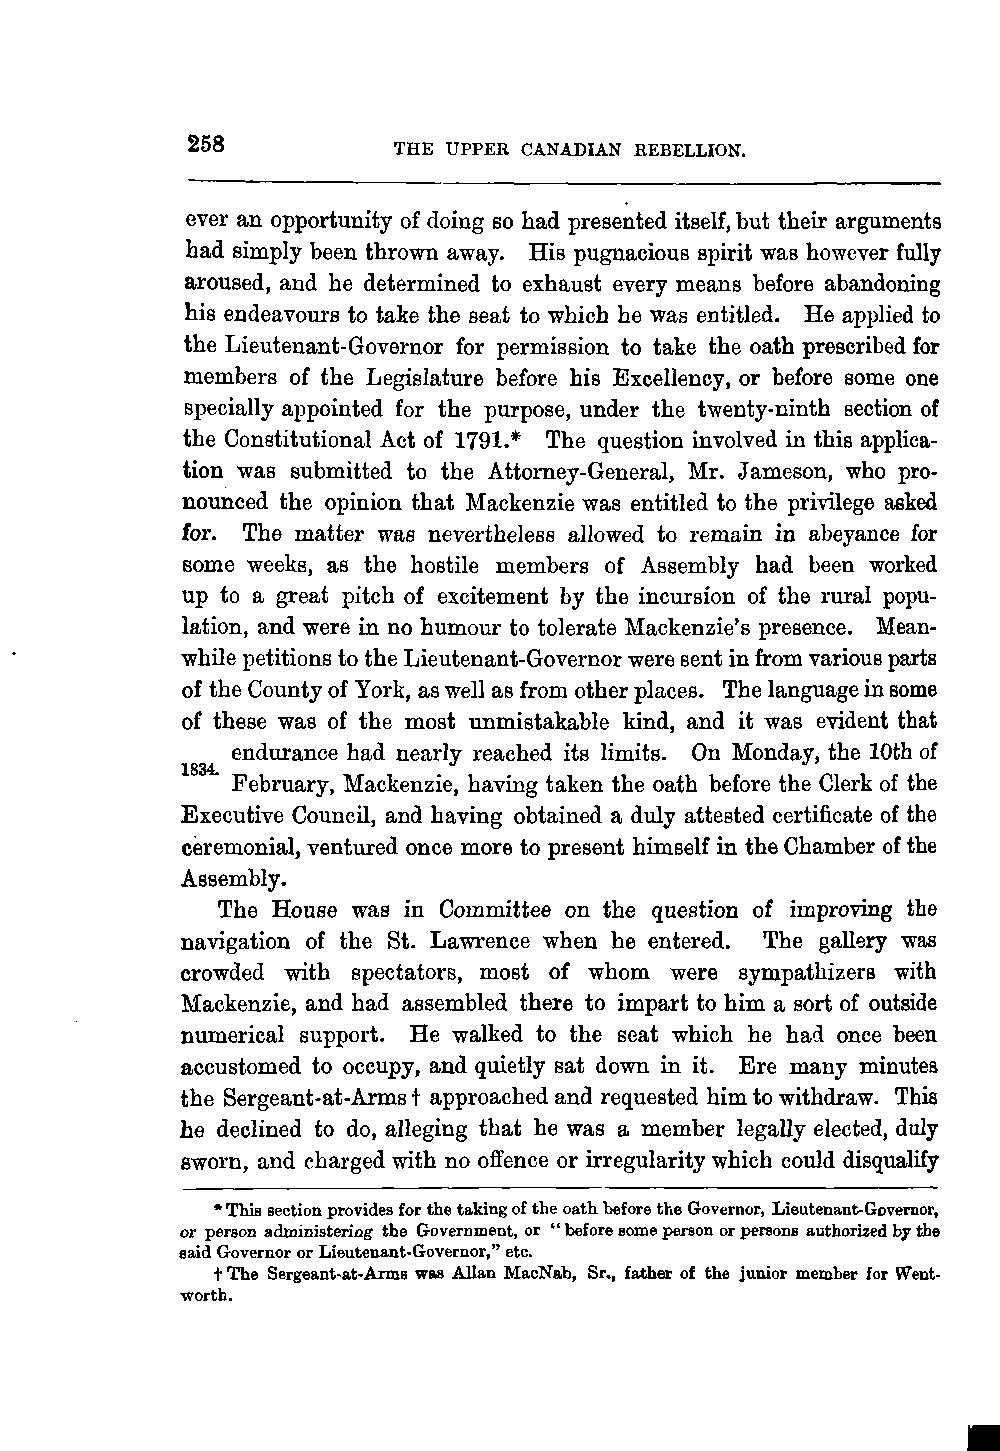 258
THE UPPER CANADIAN REBELLION.
ever an opportunity of doing so had presented itself, but their arguments
had simply been thrown away. His pugnacious spirit was however fully
aroused, and he determined to exhaust every means before abandoning
his endeavours to take the seat to which he was entitled. He applied to
the Lieutenant-Governor for permission to take the oath prescribed for
members of the Legislature before his Excellency, or before some one
specially appointed for the purpose, under the twenty-ninth section of
the Constitutional Act of 1791.* The question involved in this applica-
tion was submitted to the Attorney-General, Mr. Jameson, who pro-
nounced the opinion that Mackenzie was entitled to the privilege asked
for. The matter was nevertheless allowed to remain in abeyance for
some weeks, as the hostile members of Assembly had been worked
up to a great pitch of excitement by the incursion of the rural popu-
lation, and were in no humour to tolerate Mackenzie's presence. Mean-
while petitions to the Lieutenant-Governor were sent in from various parts
of the County of York, as well as from other places. The language in some
of these was of the most unmistakable kind, and it was evident that
endurance had nearly reached its limits. On Monday, the 10th of
1834.
February, Mackenzie, having taken the oath before the Clerk of the
Executive Council, and having obtained a duly attested certificate of the
ceremonial, ventured once more to present himself in the Chamber of the
Assembly.
The House was in Committee on the question of improving the
navigation of the St. Lawrence when he entered. The gallery was
crowded with spectators, most of whom were sympathizers with
Mackenzie, and had assembled there to impart to him a sort of outside
numerical support. He walked to the seat which he had once been
accustomed to occupy, and quietly sat down in it. Ere many minutes
the Sergeant-at-Arms † approached and requested him to withdraw. This
he declined to do, alleging that he was a member legally elected, duly
sworn, and charged with no offence or irregularity which could disqualify
* This section provides for the taking of the oath before the Governor, Lieutenant-Governor,
or person administering the Government, or "before some person or persons authorized by the
said Governor or Lieutenant-Governor," etc.
† The Sergeant-at-Arms was Allan MacNab, Sr., father of the junior member for Went-
worth.